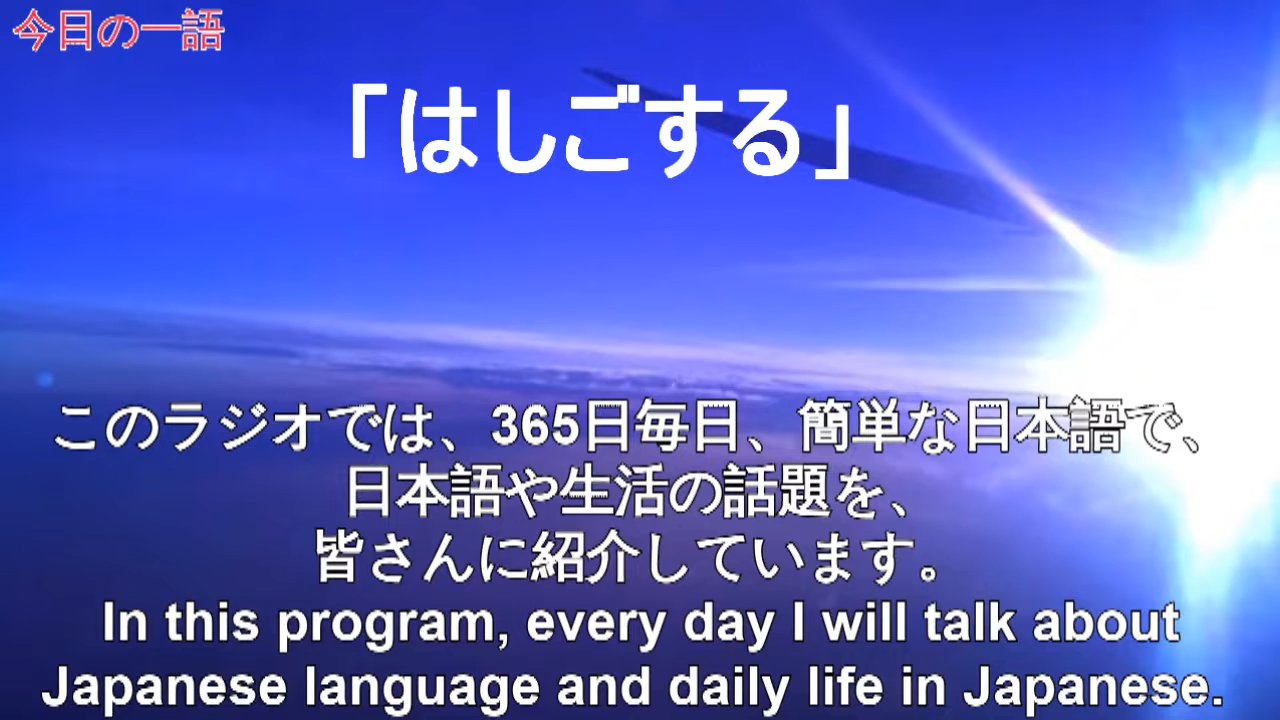 今日の一語
「はしごする」
このラジオでは、365日毎日、簡単な日本語で、
日本語や生活の話題を、
皆さんに紹介しています。
In this program, every day I will talk about
Japanese language and daily life in Japanese.